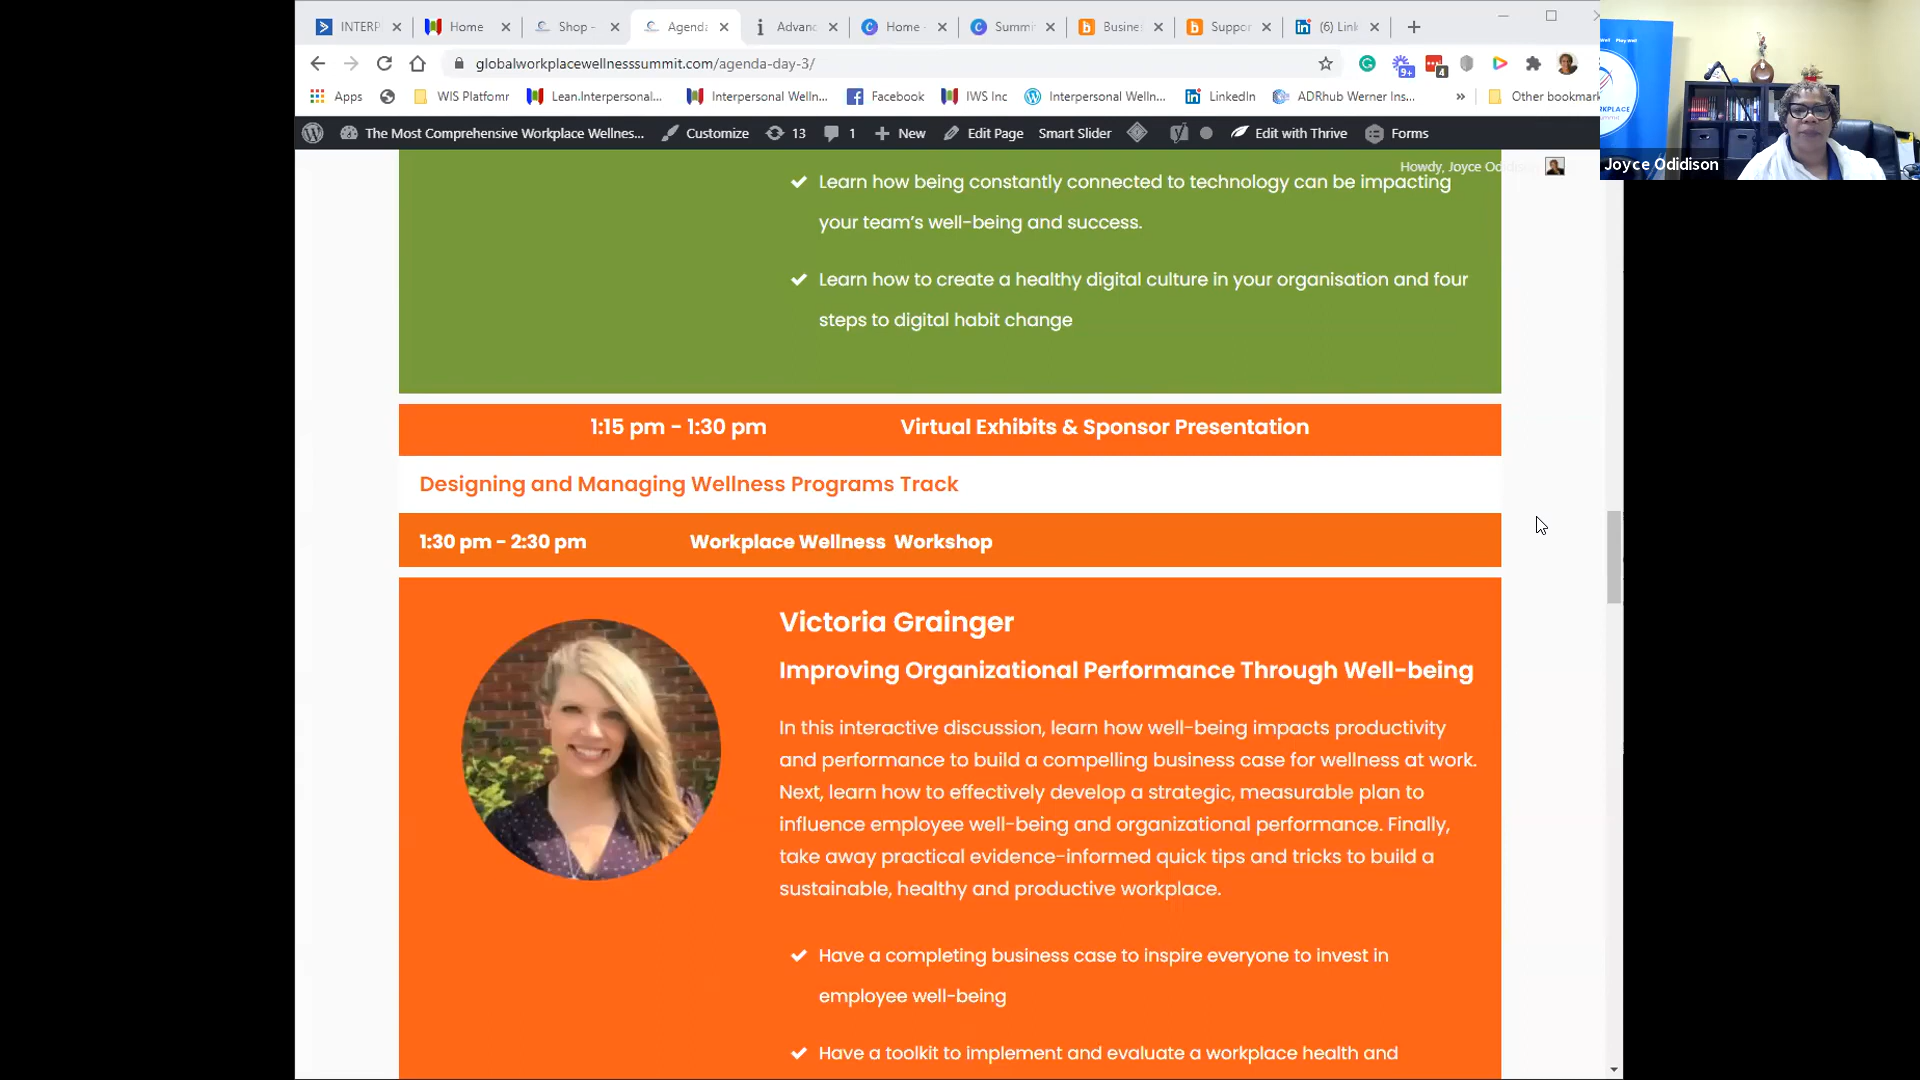 INTERP
Home
Shop -
Agenda
Advanc
Home -
Summi
Busine
Suppor
(6) Link
globalworkplacewellnesssummit.com/agenda-day-3/
9+
4
Apps
WIS Platfomr
Lean.Interpersonal...
Interpersonal Welln...
Facebook
IWS Inc
Interpersonal Welln...
LinkedIn
ADRhub Werner Ins...
»
Other bookmark
The Most Comprehensive Workplace Wellnes...
Customize
13
1
New
Edit Page
Smart Slider
Edit with Thrive
Forms
Howdy, Joyce Od
Joyce Odidison
Learn how being constantly connected to technology can be impacting
your team's well-being and success.
Learn how to create a healthy digital culture in your organisation and four
steps to digital habit change
1:15 pm - 1:30 pm Virtual Exhibits & Sponsor Presentation
Designing and Managing Wellness Programs Track
1:30 pm - 2:30 pm Workplace Wellness Workshop
Victoria Grainger
Improving Organizational Performance Through Well-being
In this interactive discussion, learn how well-being impacts productivity
and performance to build a compelling business case for wellness at work.
Next, learn how to effectively develop a strategic, measurable plan to
influence employee well-being and organizational performance. Finally,
take away practical evidence-informed quick tips and tricks to build a
sustainable, healthy and productive workplace.
Have a completing business case to inspire everyone to invest in
employee well-being
Have a toolkit to implement and evaluate a workplace health and